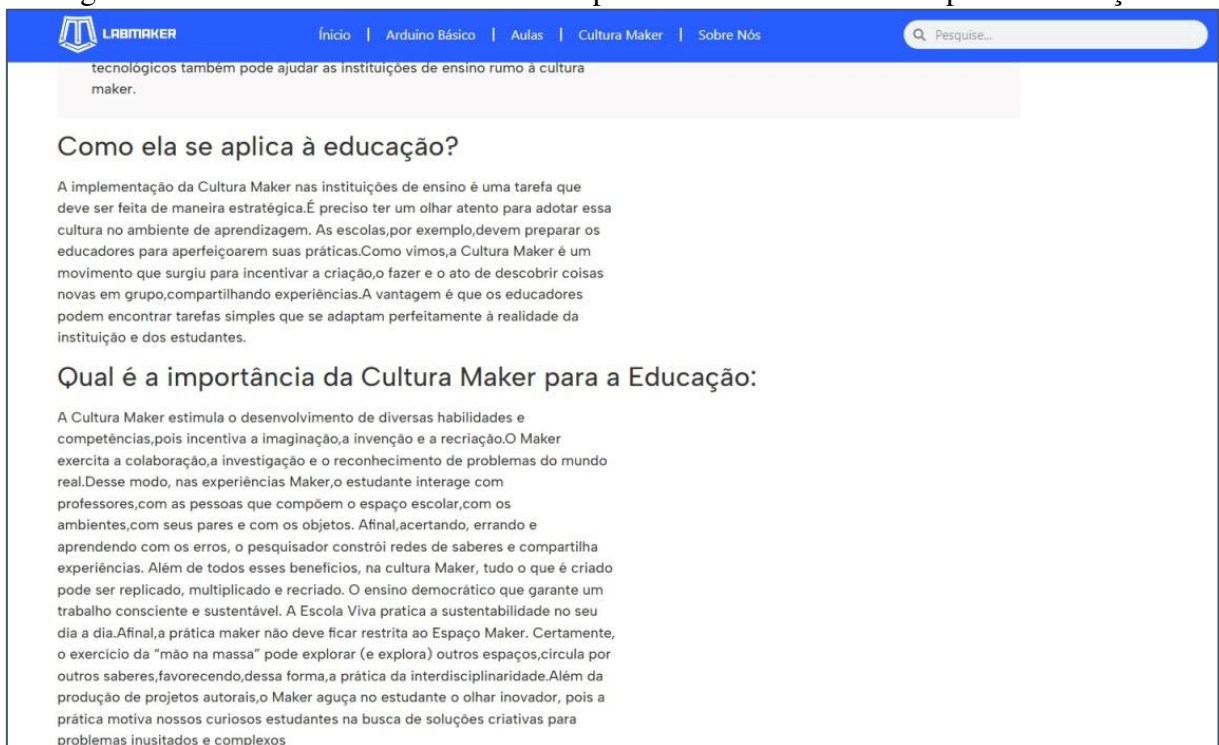 LABMAKER
Ínicio | Arduino Básico | Aulas | Cultura Maker | Sobre Nós
Pesquise...
tecnológicos também pode ajudar as instituições de ensino rumo à cultura
maker.
Como ela se aplica à educação?
A implementação da Cultura Maker nas instituições de ensino é uma tarefa que
deve ser feita de maneira estratégica.É preciso ter um olhar atento para adotar essa
cultura no ambiente de aprendizagem. As escolas,por exemplo,devem preparar os
educadores para aperfeiçoarem suas práticas.Como vimos,a Cultura Maker é um
movimento que surgiu para incentivar a criação,o fazer e o ato de descobrir coisas
novas em grupo,compartilhando experiências.A vantagem é que os educadores
podem encontrar tarefas simples que se adaptam perfeitamente à realidade da
instituição e dos estudantes.
Qual é a importância da Cultura Maker para a Educação:
A Cultura Maker estimula o desenvolvimento de diversas habilidades e
competências,pois incentiva a imaginação,a invenção e a recriação.O Maker
exercita a colaboração,a investigação e o reconhecimento de problemas do mundo
real.Desse modo, nas experiências Maker,o estudante interage com
professores,com as pessoas que compõem o espaço escolar,com os
ambientes,com seus pares e com os objetos. Afinal,acertando, errando e
aprendendo com os erros, o pesquisador constrói redes de saberes e compartilha
experiências. Além de todos esses benefícios, na cultura Maker, tudo o que é criado
pode ser replicado, multiplicado e recriado. O ensino democrático que garante um
trabalho consciente e sustentável. A Escola Viva pratica a sustentabilidade no seu
dia a dia.Afinal,a prática maker não deve ficar restrita ao Espaço Maker. Certamente,
o exercício da “mão na massa” pode explorar (e explora) outros espaços,circula por
outros saberes,favorecendo,dessa forma,a prática da interdisciplinaridade.Além da
produção de projetos autorais,o Maker aguça no estudante o olhar inovador, pois a
prática motiva nossos curiosos estudantes na busca de soluções criativas para
problemas inusitados e complexos